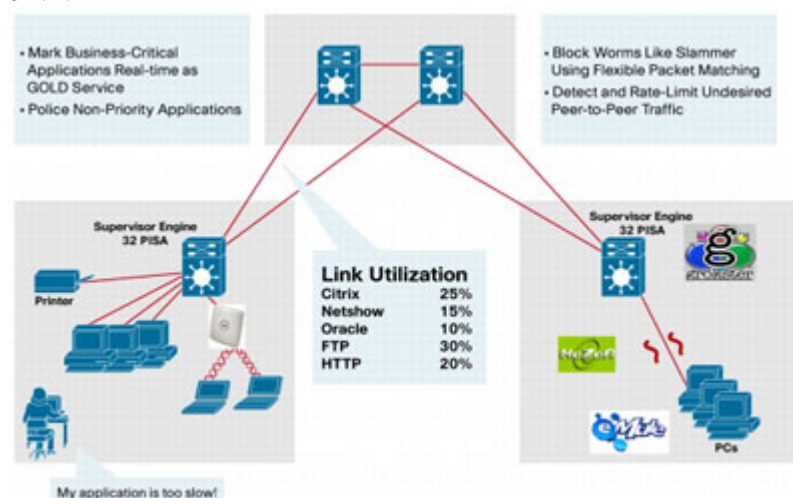 • Mark Business-Critical
Applications Real-time as
GOLD Service
• Police Non-Priority Applications
• Block Worms Like Slammer
Using Flexible Packet Matching
• Detect and Rate-Limit Undesired
Peer-to-Peer Traffic
Supervisor Engine
32 PISA
Printer
Link Utilization
Citrix 25%
Netshow 15%
Oracle 10%
FTP 30%
HTTP 20%
My application is too slow!
Supervisor Engine
32 PISA
g
grokster
KaZaA
eMule
PCs